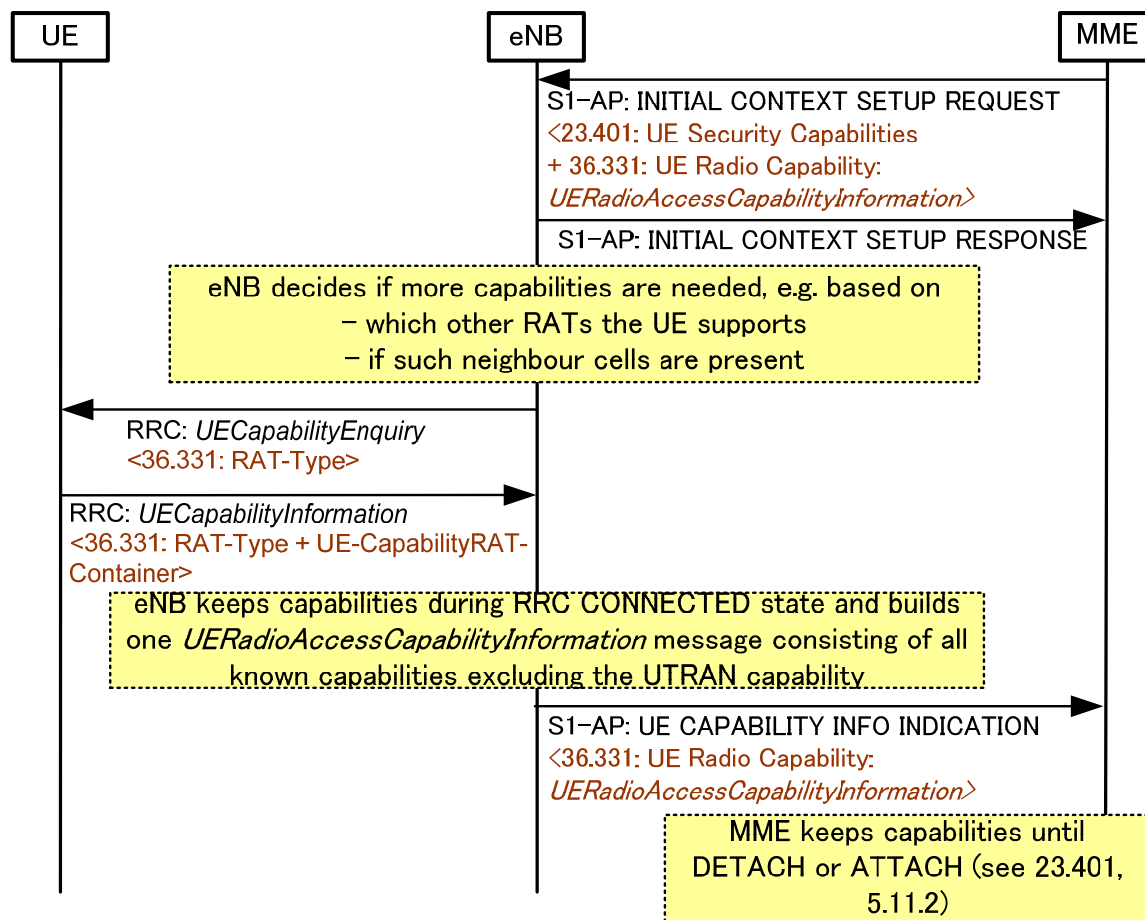 UE
eNB
MME
S1-AP: INITIAL CONTEXT SETUP REQUEST
<23.401: UE Security Capabilities
+ 36.331: UE Radio Capability:
UERadioAccessCapabilityInformation>
S1-AP: INITIAL CONTEXT SETUP RESPONSE
eNB decides if more capabilities are needed, e.g. based on
- which other RATs the UE supports
- if such neighbour cells are present
RRC: UECapabilityEnquiry
<36.331: RAT-Type>
RRC: UECapabilityInformation
<36.331: RAT-Type + UE-CapabilityRAT-
Container>
eNB keeps capabilities during RRC CONNECTED state and builds
one UERadioAccessCapabilityInformation message consisting of all
known capabilities excluding the UTRAN capability
S1-AP: UE CAPABILITY INFO INDICATION
<36.331: UE Radio Capability:
UERadioAccessCapabilityInformation>
MME keeps capabilities until
DETACH or ATTACH (see 23.401,
5.11.2)